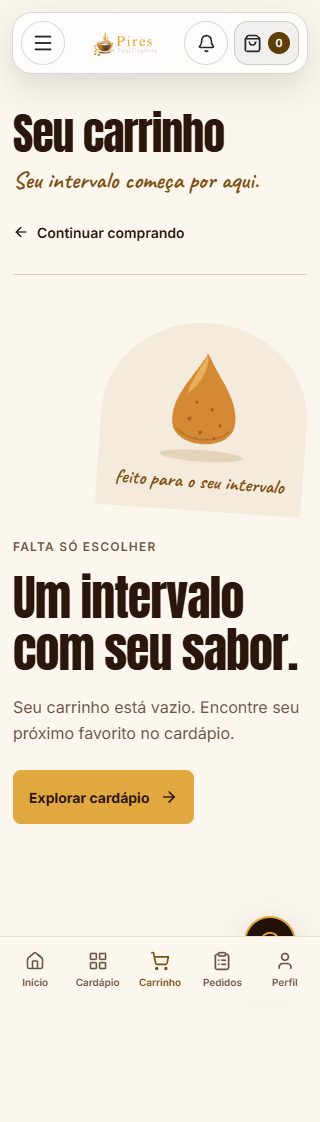 Pires
0
Seu carrinho
Seu intervalo começa por aqui.
Continuar comprando
feito para o seu intervalo
FALTA SÓ ESCOLHER
Um intervalo
com seu sabor.
Seu carrinho está vazio. Encontre seu
próximo favorito no cardápio.
Explorar cardápio
Início
Cardápio
Carrinho
Pedidos
Perfil